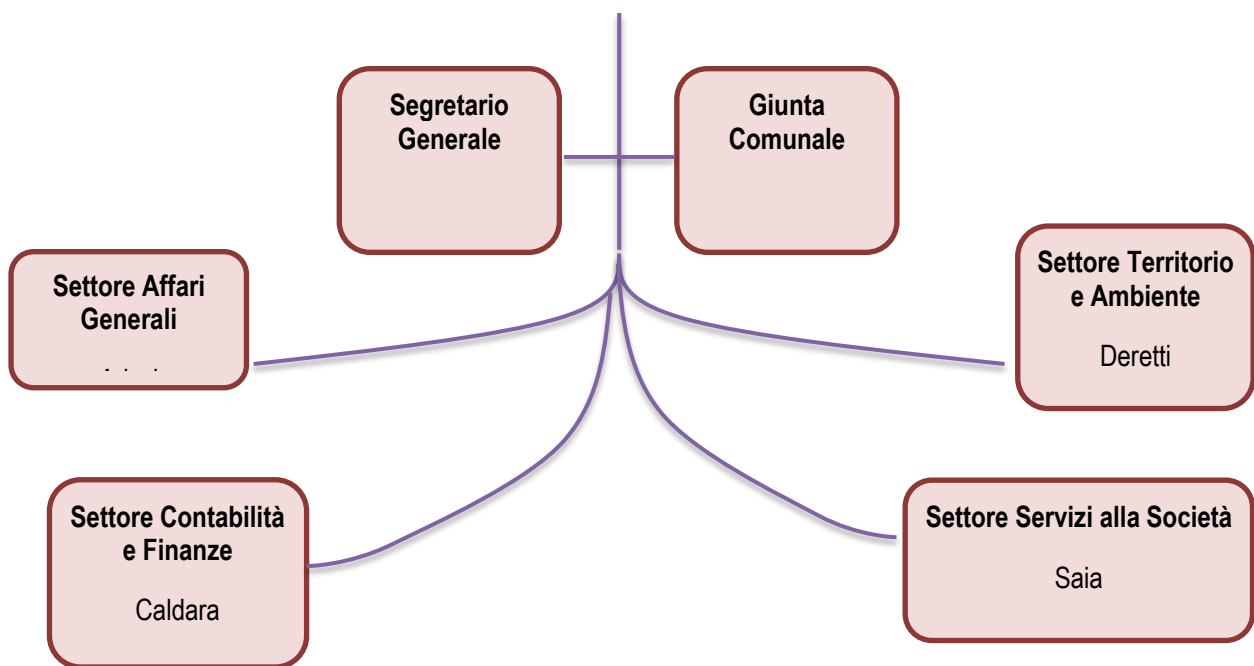 Segretario
Generale
Giunta
Comunale
Settore Affari
Generali
Settore Territorio
e Ambiente
Deretti
Settore Contabilità
e Finanze
Caldara
Settore Servizi alla Società
Saia